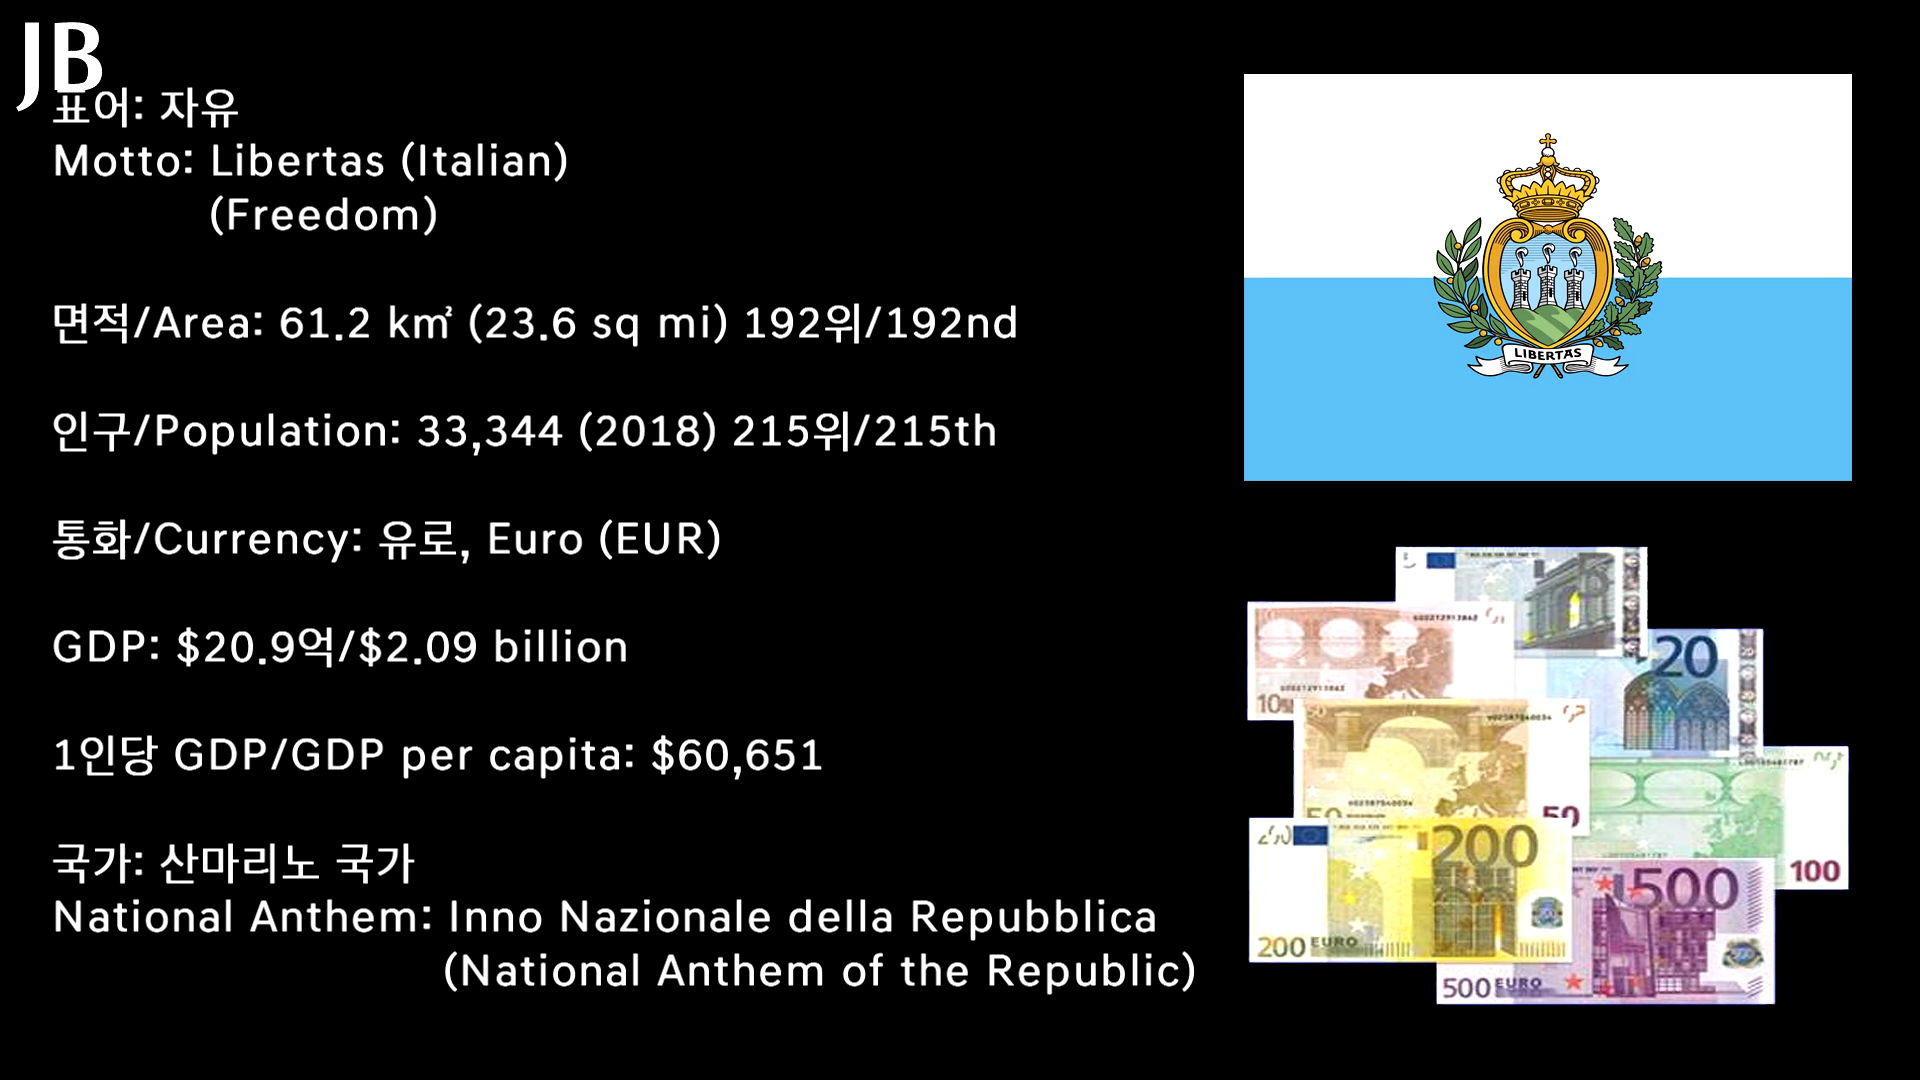 JB
표어: 자유
Motto: Libertas (Italian)
(Freedom)
면적/Area: 61.2 ㎢ (23.6 sq mi) 192위/192nd
인구/Population: 33,344 (2018) 215위/215th
통화/Currency: 유로, Euro (EUR)
GDP: $20.9억/$2.09 billion
1인당 GDP/GDP per capita: $60,651
국가: 산마리노 국가
National Anthem: Inno Nazionale della Repubblica
(National Anthem of the Republic)
LIBERTAS
20
10
50
50
100
200
200 EURO
500
500 EURO